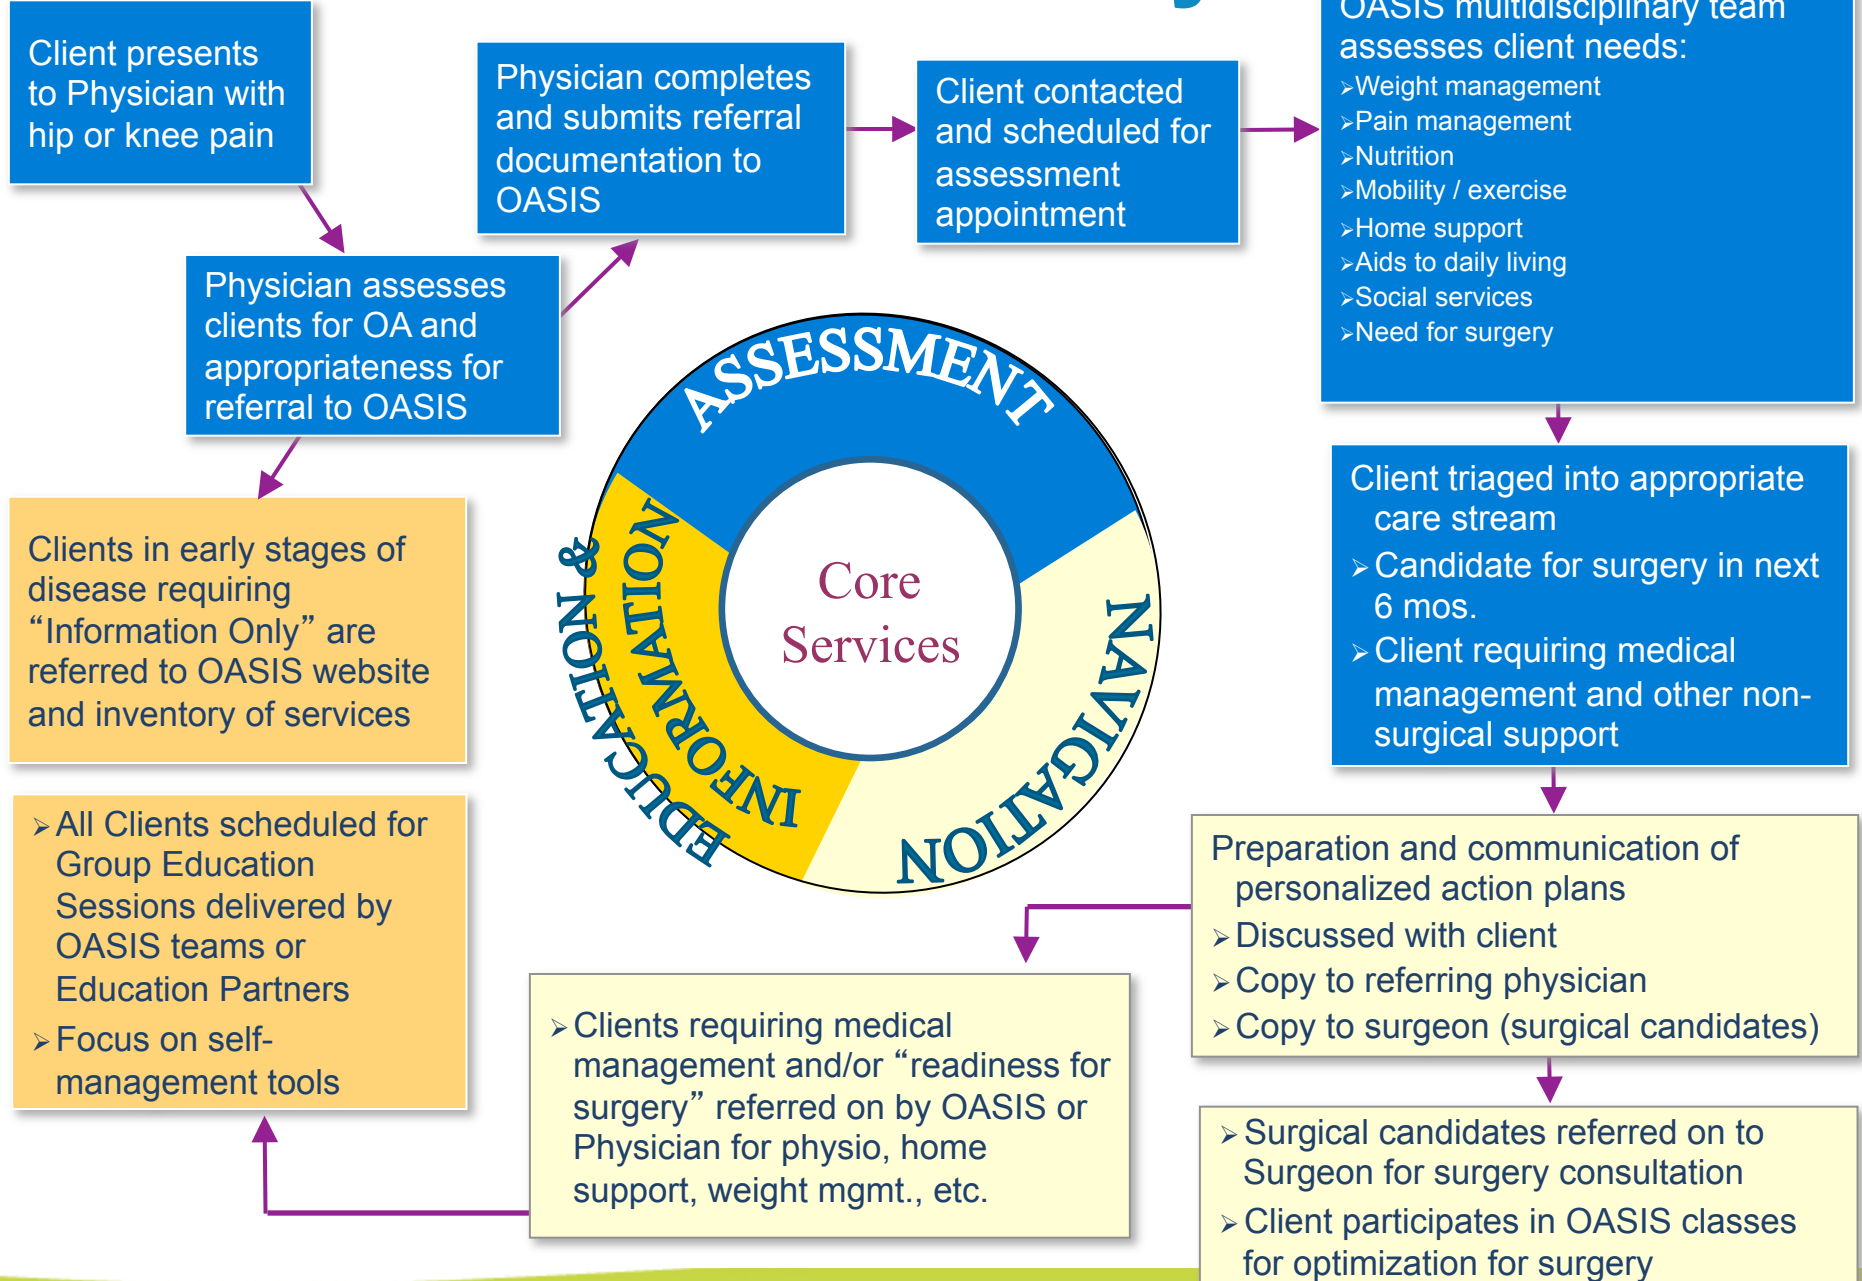 Client presents
to Physician with
hip or knee pain
Physician assesses
clients for OA and
appropriateness for
referral to OASIS
Physician completes
and submits referral
documentation to
OASIS
Client contacted
and scheduled for
assessment
appointment
OASIS multidisciplinary team
assesses client needs:
➢Weight management
➢Pain management
➢Nutrition
➢Mobility / exercise
➢Home support
➢Aids to daily living
➢Social services
➢Need for surgery
Client triaged into appropriate
care stream
➢Candidate for surgery in next
6 mos.
➢Client requiring medical
management and other non-
surgical support
Preparation and communication of
personalized action plans
➢Discussed with client
➢Copy to referring physician
➢Copy to surgeon (surgical candidates)
➢Surgical candidates referred on to
Surgeon for surgery consultation
➢Client participates in OASIS classes
for optimization for surgery
➢Clients requiring medical
management and/or “readiness for
surgery” referred on by OASIS or
Physician for physio, home
support, weight mgmt., etc.
Clients in early stages of
disease requiring
“Information Only” are
referred to OASIS website
and inventory of services
➢All Clients scheduled for
Group Education
Sessions delivered by
OASIS teams or
Education Partners
➢Focus on self-
management tools
ASSESSMENT
NAVIGATION
EDUCATION &
INFORMATION
Core
Services